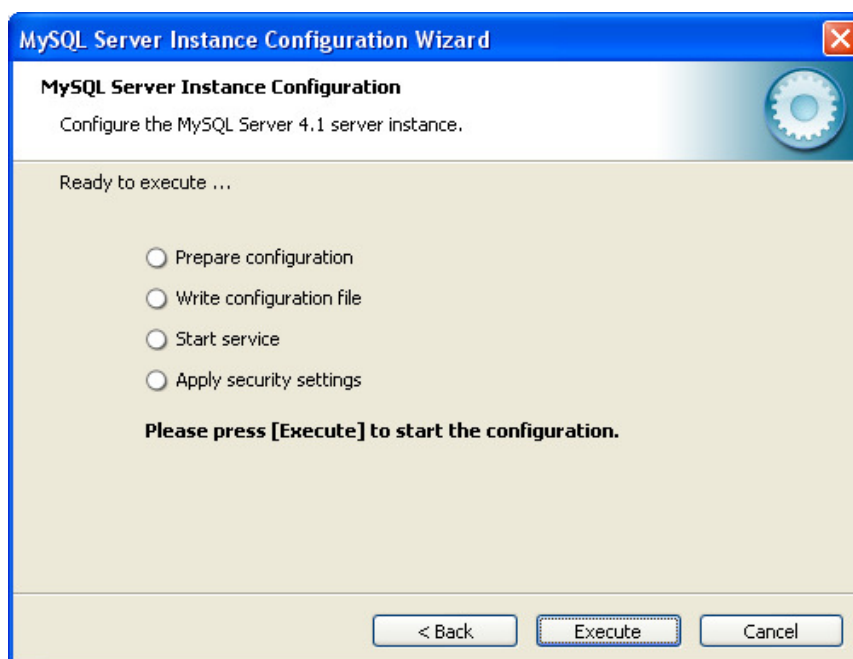 MySQL Server Instance Configuration Wizard
MySQL Server Instance Configuration
Configure the MySQL Server 4.1 server instance.
Ready to execute ...
Prepare configuration
Write configuration file
Start service
Apply security settings
Please press [Execute] to start the configuration.
< Back Execute Cancel